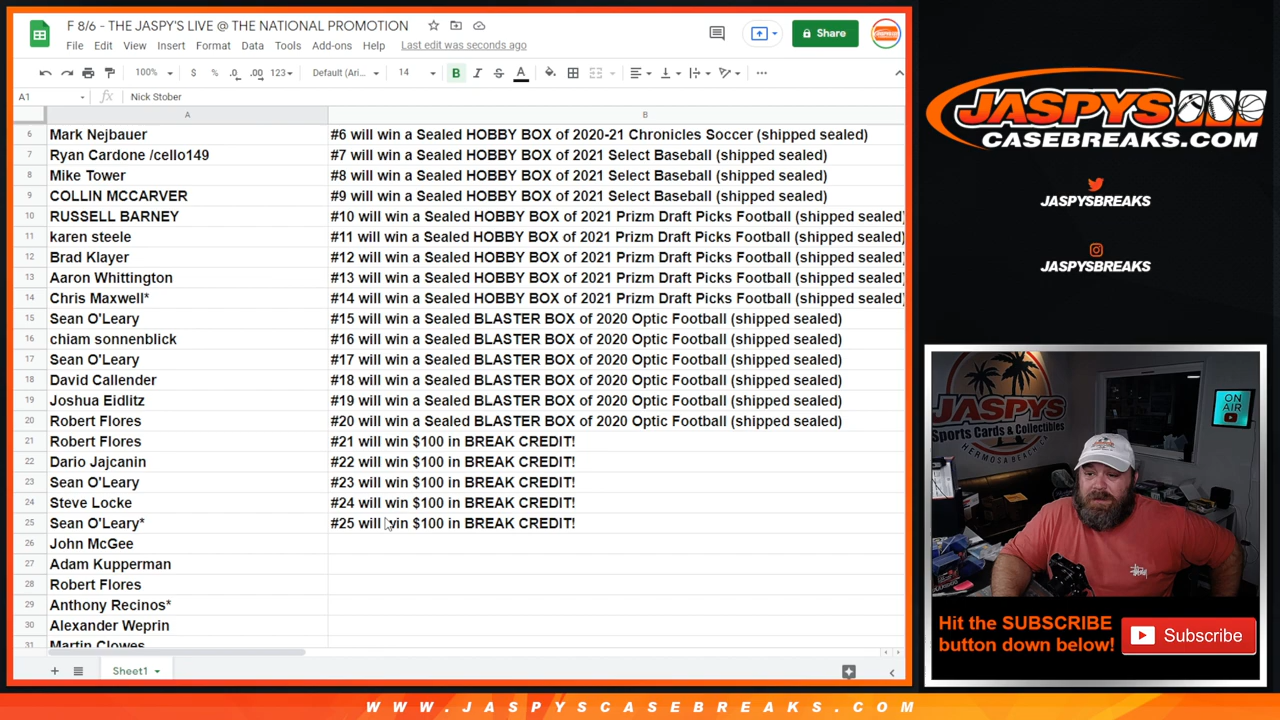 F 8/6 - THE JASPY'S LIVE @ THE NATIONAL PROMOTION
File Edit View Insert Format Data Tools Add-ons Help Last edit was seconds ago
Share
100% $ % .0 .00 123 Default (Ari... 14 B I S A
A1 fx Nick Stober
A B
6 Mark Nejbauer #6 will win a Sealed HOBBY BOX of 2020-21 Chronicles Soccer (shipped sealed)
7 Ryan Cardone /cello149 #7 will win a Sealed HOBBY BOX of 2021 Select Baseball (shipped sealed)
8 Mike Tower #8 will win a Sealed HOBBY BOX of 2021 Select Baseball (shipped sealed)
9 COLLIN MCCARVER #9 will win a Sealed HOBBY BOX of 2021 Select Baseball (shipped sealed)
10 RUSSELL BARNEY #10 will win a Sealed HOBBY BOX of 2021 Prizm Draft Picks Football (shipped sealed)
11 karen steele #11 will win a Sealed HOBBY BOX of 2021 Prizm Draft Picks Football (shipped sealed)
12 Brad Klayer #12 will win a Sealed HOBBY BOX of 2021 Prizm Draft Picks Football (shipped sealed)
13 Aaron Whittington #13 will win a Sealed HOBBY BOX of 2021 Prizm Draft Picks Football (shipped sealed)
14 Chris Maxwell* #14 will win a Sealed HOBBY BOX of 2021 Prizm Draft Picks Football (shipped sealed)
15 Sean O'Leary #15 will win a Sealed BLASTER BOX of 2020 Optic Football (shipped sealed)
16 chiam sonnenblick #16 will win a Sealed BLASTER BOX of 2020 Optic Football (shipped sealed)
17 Sean O'Leary #17 will win a Sealed BLASTER BOX of 2020 Optic Football (shipped sealed)
18 David Callender #18 will win a Sealed BLASTER BOX of 2020 Optic Football (shipped sealed)
19 Joshua Eidlitz #19 will win a Sealed BLASTER BOX of 2020 Optic Football (shipped sealed)
20 Robert Flores #20 will win a Sealed BLASTER BOX of 2020 Optic Football (shipped sealed)
21 Robert Flores #21 will win $100 in BREAK CREDIT!
22 Dario Jajcanin #22 will win $100 in BREAK CREDIT!
23 Sean O'Leary #23 will win $100 in BREAK CREDIT!
24 Steve Locke #24 will win $100 in BREAK CREDIT!
25 Sean O'Leary* #25 will win $100 in BREAK CREDIT!
26 John McGee
27 Adam Kupperman
28 Robert Flores
29 Anthony Recinos*
30 Alexander Weprin
31 Martin Clowes
Sheet1
JASPYS
CASEBREAKS.COM
JASPYSBREAKS
JASPYSBREAKS
JASPYS
Sports Cards & Collectibles
HERMOSA BEACH CA
ON
AIR
Hit the SUBSCRIBE
button down below!
Subscribe
WWW.JASPYSCASEBREAKS.COM